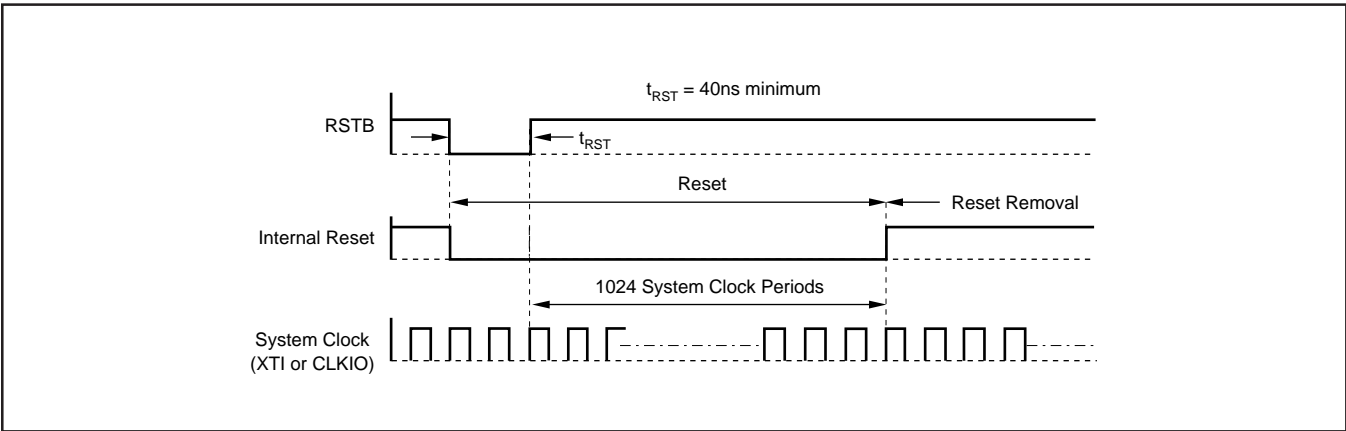 t_RST = 40ns minimum
RSTB
t_RST
Reset
Reset Removal
Internal Reset
1024 System Clock Periods
System Clock
(XTI or CLKIO)